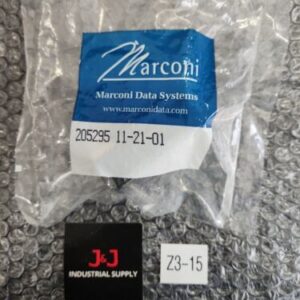 Marconi
Marconi Data Systems
www.marconidata.com
205295 11-21-01
J&J
INDUSTRIAL SUPPLY
Z3-15